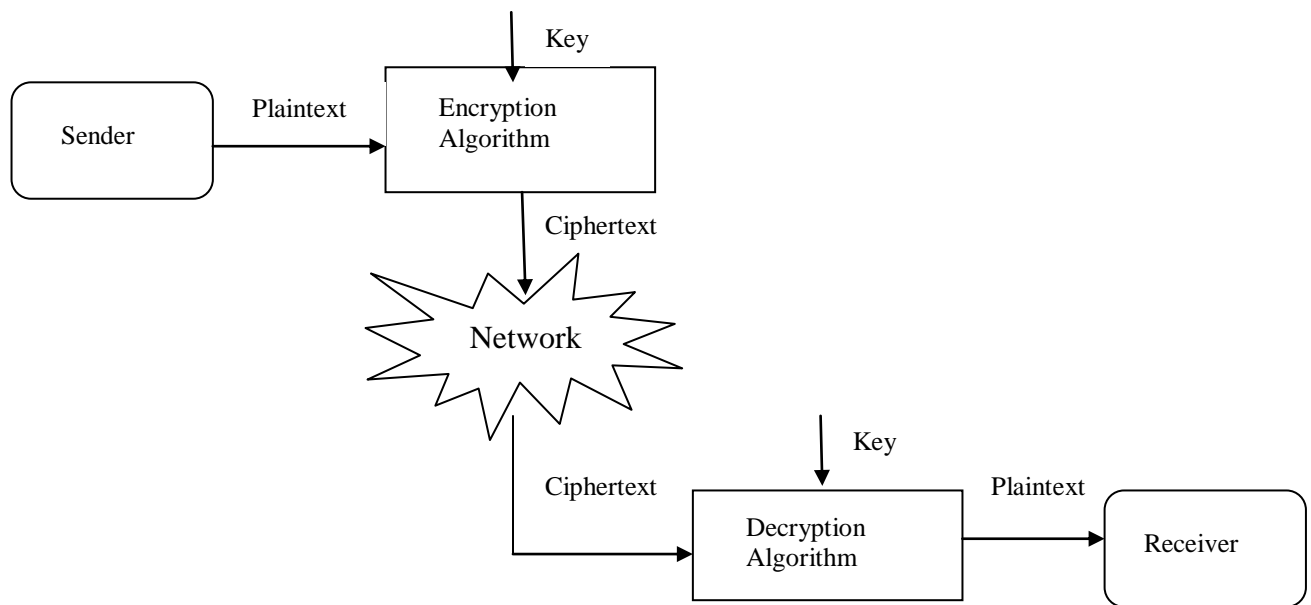 Key
Plaintext
Sender
Encryption
Algorithm
Ciphertext
Network
Key
Ciphertext
Plaintext
Decryption
Algorithm
Receiver